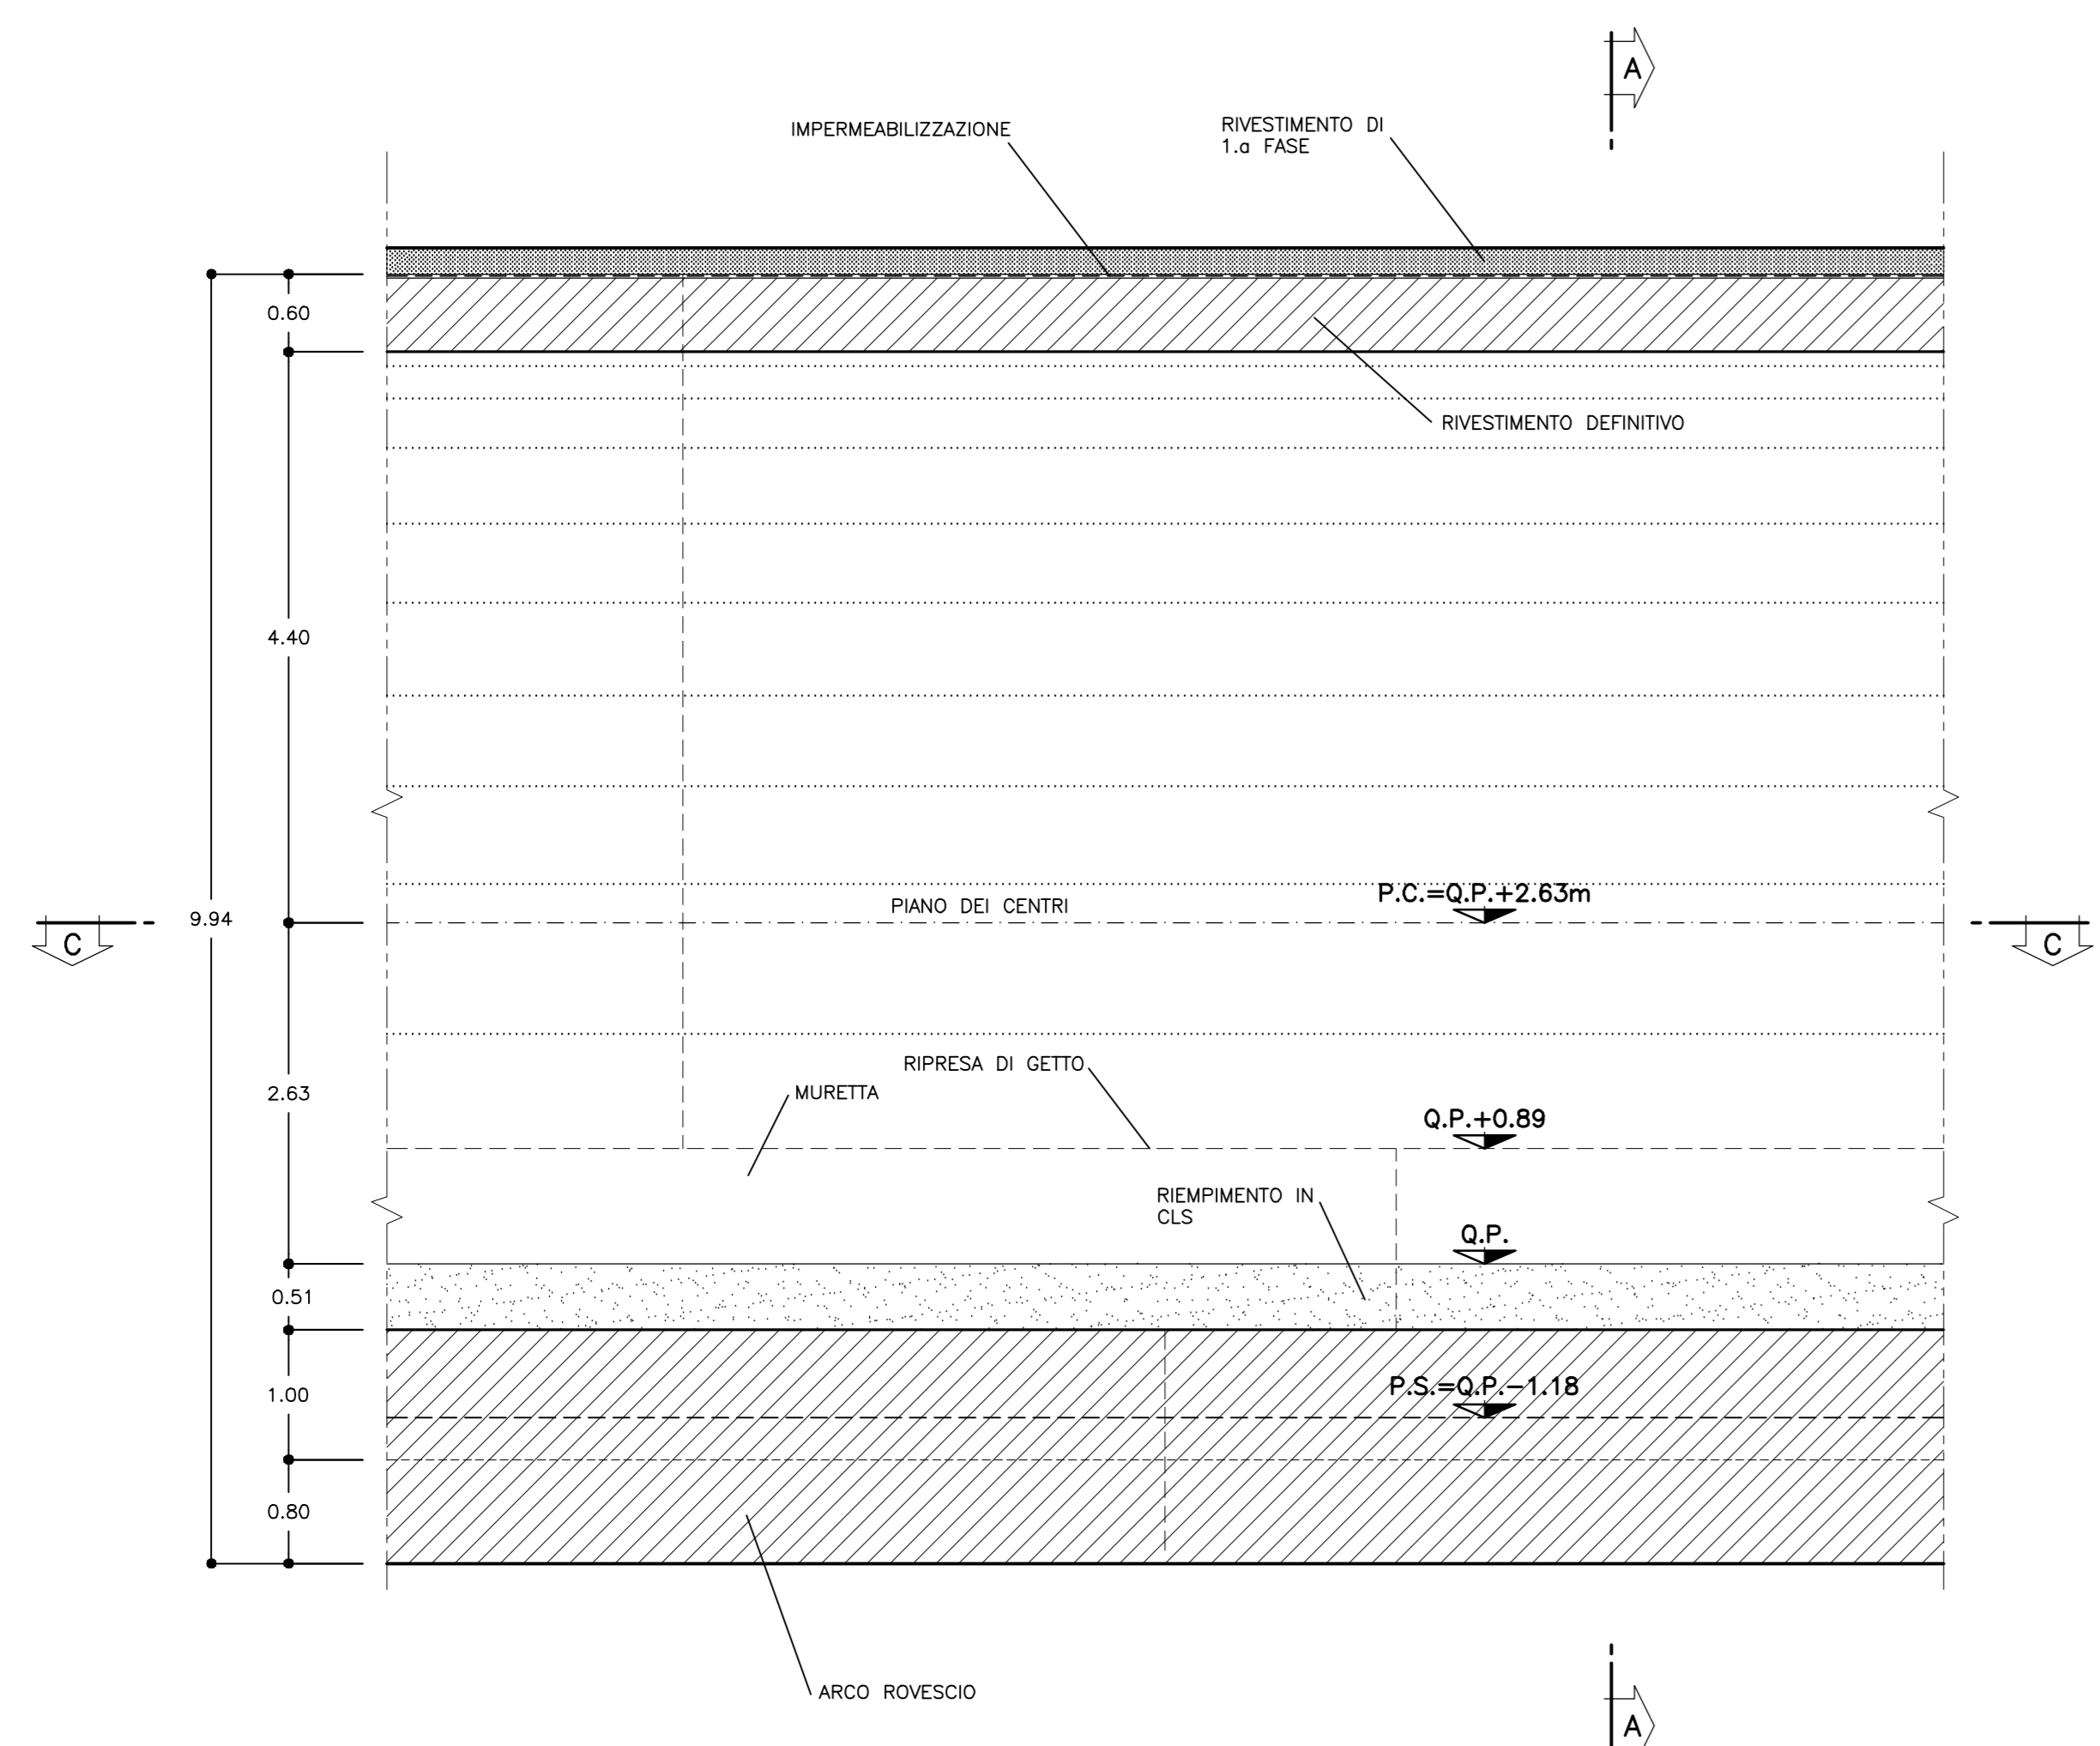 A
IMPERMEABILIZZAZIONE
RIVESTIMENTO DI
1.a FASE
0.60
RIVESTIMENTO DEFINITIVO
4.40
P.C.=Q.P.+2.63m
PIANO DEI CENTRI
9.94
C
C
RIPRESA DI GETTO
MURETTA
2.63
Q.P.+0.89
RIEMPIMENTO IN
CLS
Q.P.
0.51
P.S.=Q.P.-1.18
1.00
0.80
ARCO ROVESCIO
A